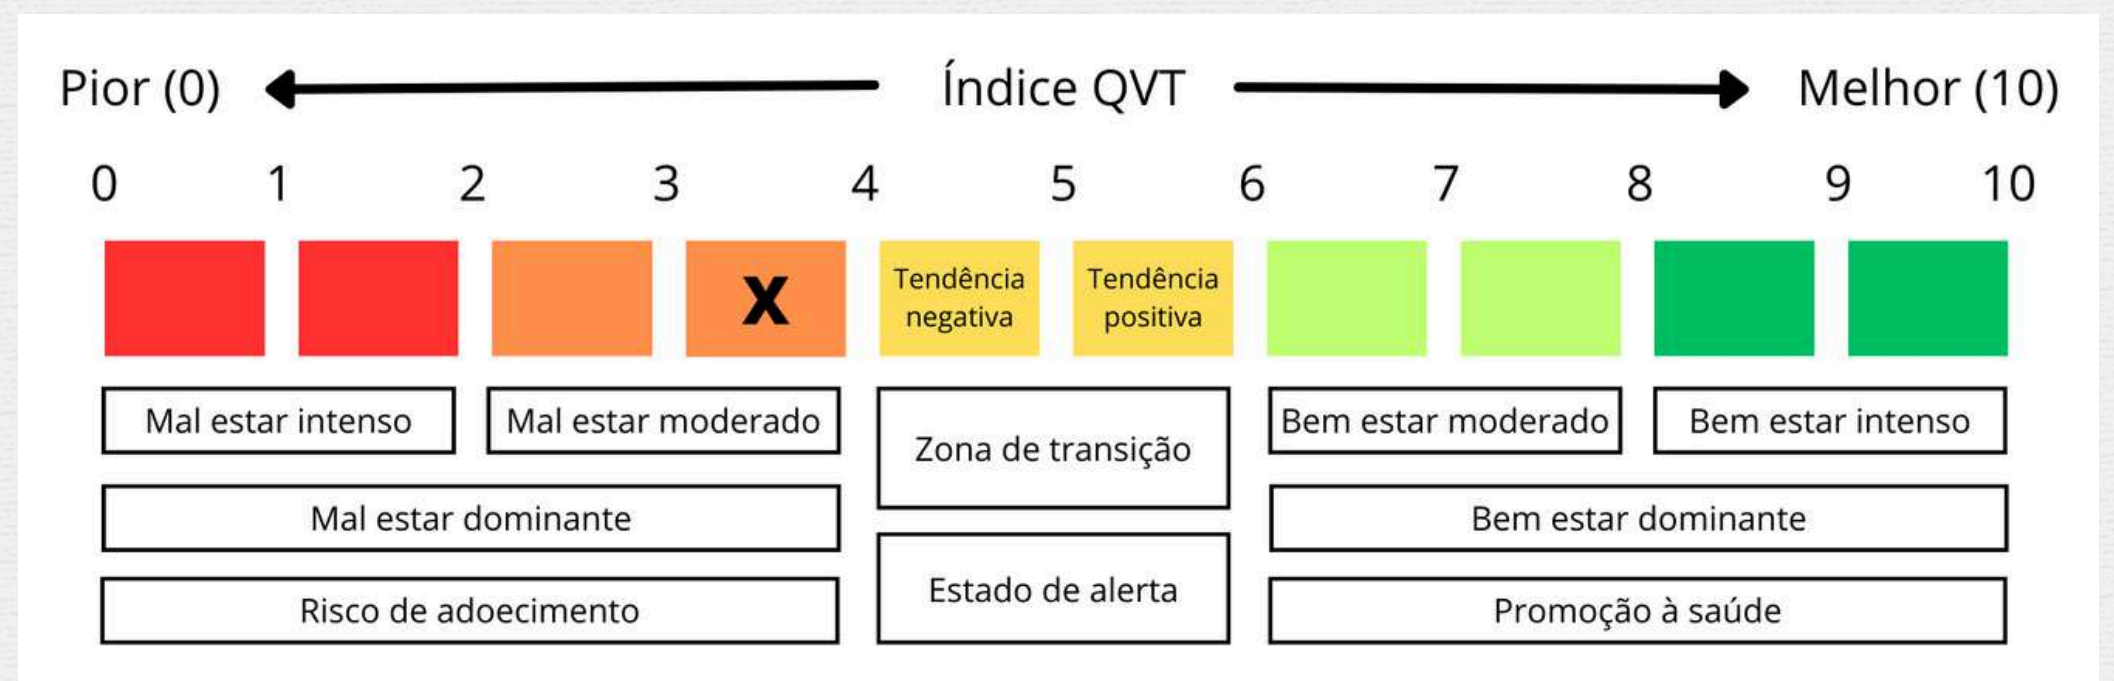 Pior (0) Índice QVT Melhor (10)
0 1 2 3 4 5 6 7 8 9 10
X
Tendência
negativa
Tendência
positiva
Mal estar intenso
Mal estar moderado
Zona de transição
Bem estar moderado
Bem estar intenso
Mal estar dominante
Bem estar dominante
Risco de adoecimento
Estado de alerta
Promoção à saúde